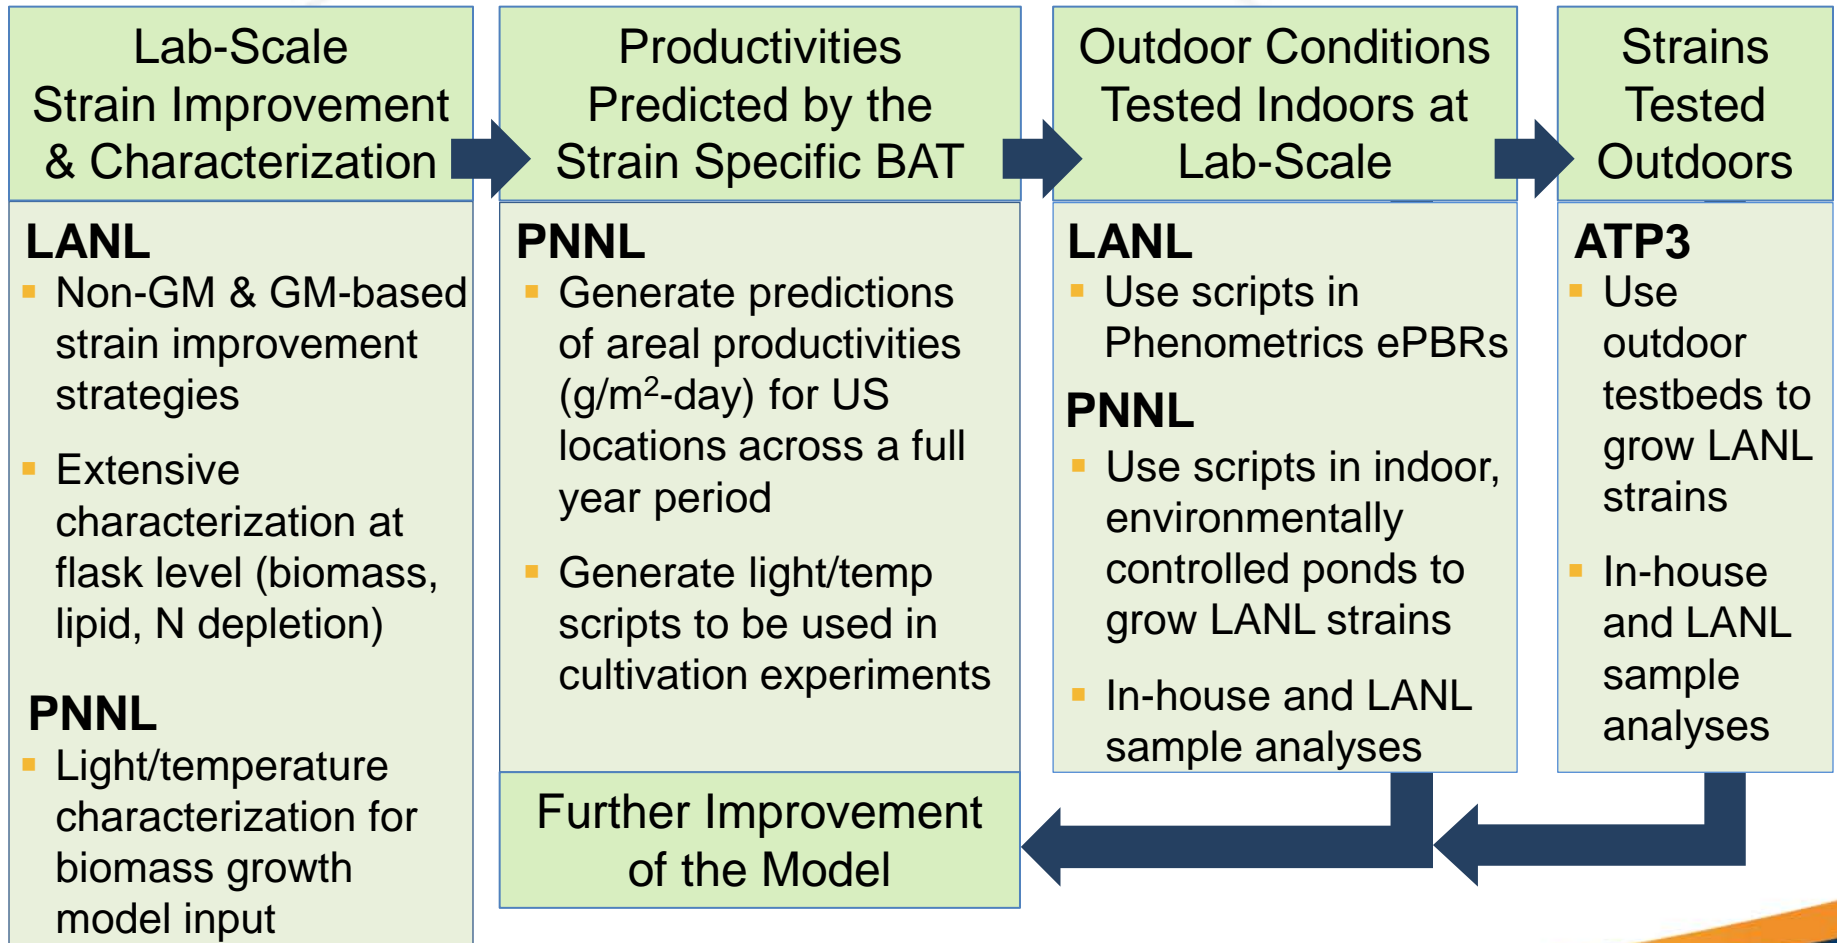 Lab-Scale
Strain Improvement
& Characterization
LANL
▪ Non-GM & GM-based
strain improvement
strategies
▪ Extensive
characterization at
flask level (biomass,
lipid, N depletion)
PNNL
▪ Light/temperature
characterization for
biomass growth
model input
Productivities
Predicted by the
Strain Specific BAT
PNNL
▪ Generate predictions
of areal productivities
(g/m²-day) for US
locations across a full
year period
▪ Generate light/temp
scripts to be used in
cultivation experiments
Further Improvement
of the Model
Outdoor Conditions
Tested Indoors at
Lab-Scale
LANL
▪ Use scripts in
Phenometrics ePBRs
PNNL
▪ Use scripts in indoor,
environmentally
controlled ponds to
grow LANL strains
▪ In-house and LANL
sample analyses
Strains
Tested
Outdoors
ATP3
▪ Use
outdoor
testbeds to
grow LANL
strains
▪ In-house
and LANL
sample
analyses